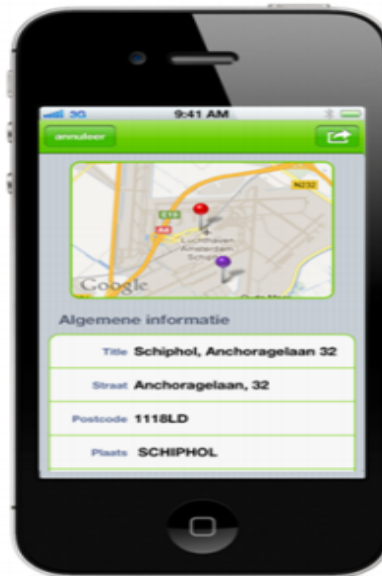 3G 9:41 AM
annuleer
N232
E19
A4
Luchthaven
Amsterdam
Google
Algemene informatie
Title Schiphol, Anchoragelaan 32
Straat Anchoragelaan, 32
Postcode 1118LD
Plaats SCHIPHOL